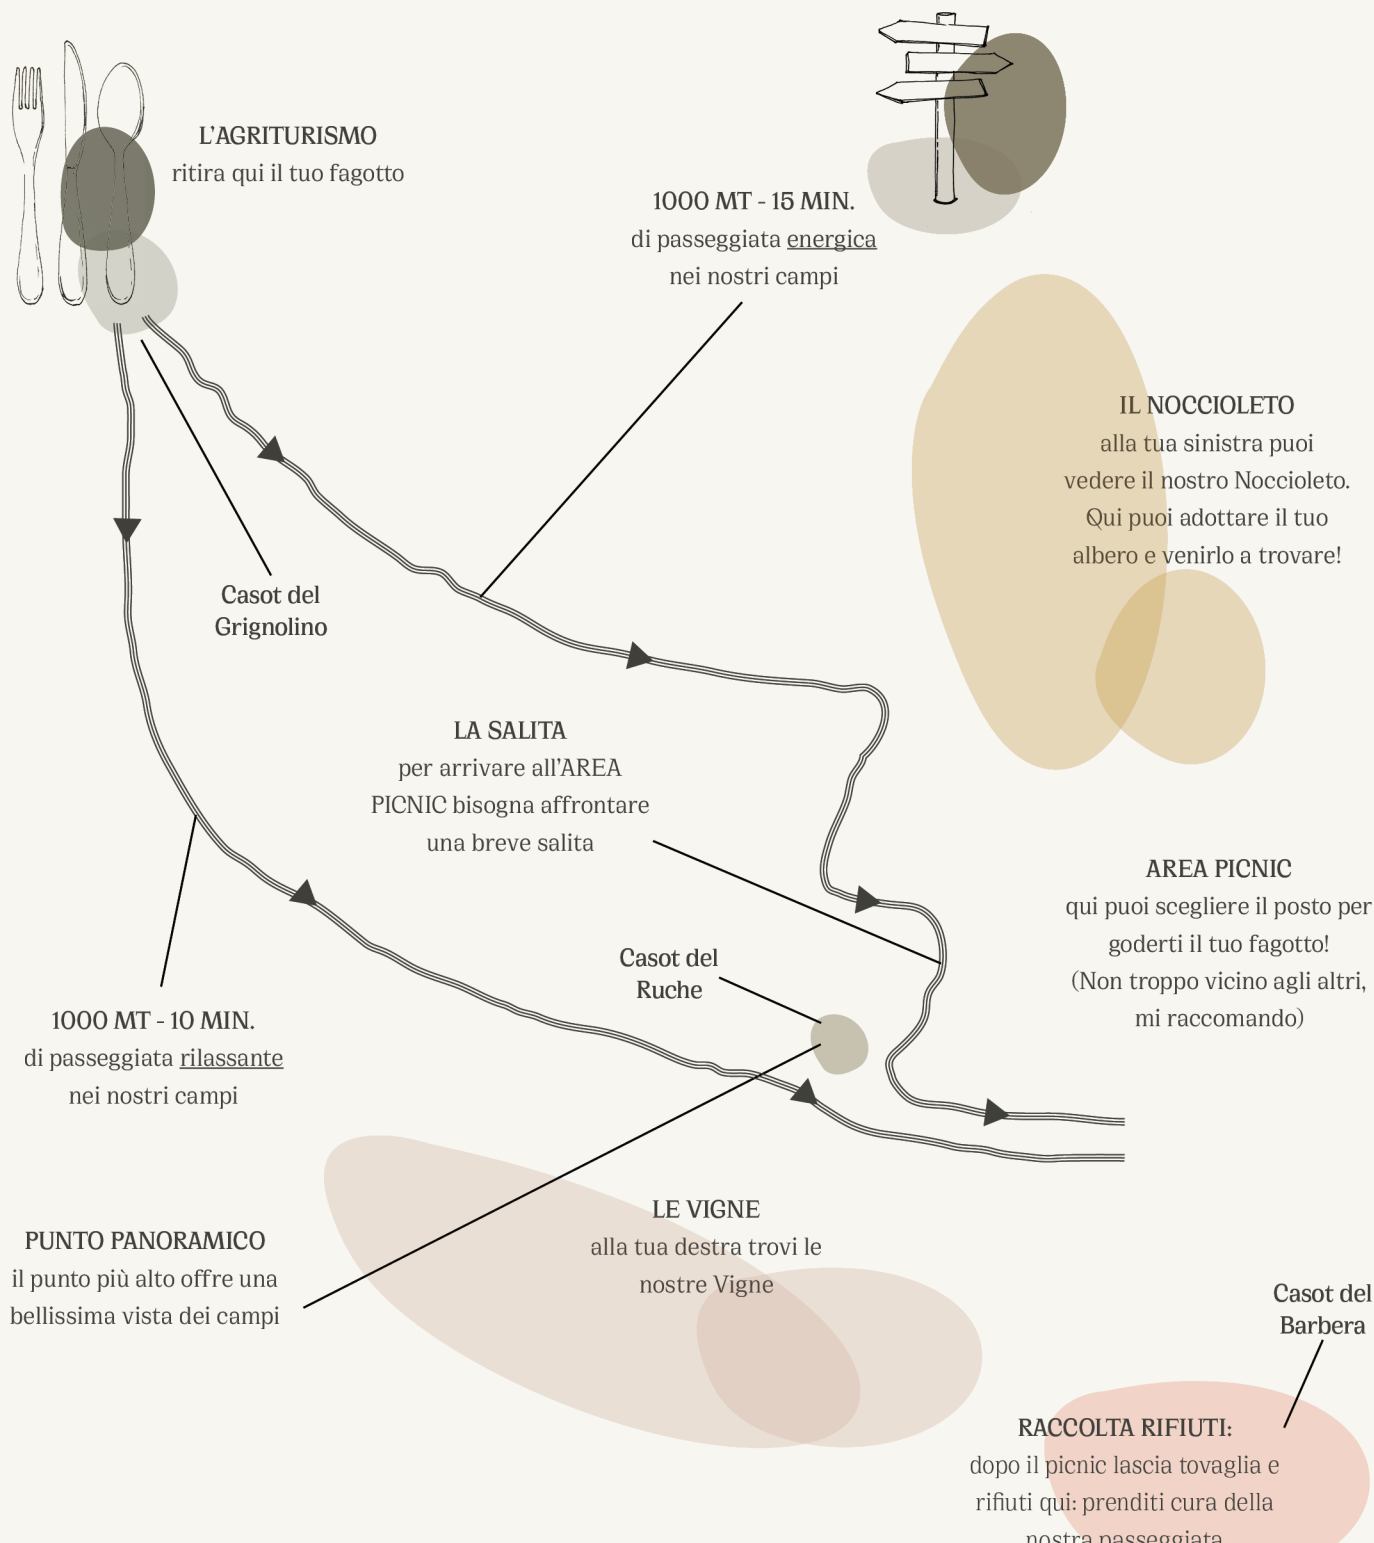 L'AGRITURISMO
ritira qui il tuo fagotto
1000 MT - 15 MIN.
di passeggiata energica
nei nostri campi
IL NOCCIOLETO
alla tua sinistra puoi
vedere il nostro Noccioleto.
Qui puoi adottare il tuo
albero e venirlo a trovare!
Casot del
Grignolino
LA SALITA
per arrivare all'AREA
PICNIC bisogna affrontare
una breve salita
AREA PICNIC
qui puoi scegliere il posto per
goderti il tuo fagotto!
(Non troppo vicino agli altri,
mi raccomando)
Casot del
Ruche
1000 MT - 10 MIN.
di passeggiata rilassante
nei nostri campi
LE VIGNE
alla tua destra trovi le
nostre Vigne
PUNTO PANORAMICO
il punto più alto offre una
bellissima vista dei campi
Casot del
Barbera
RACCOLTA RIFIUTI:
dopo il picnic lascia tovaglia e
rifiuti qui: prenditi cura della
nostra passeggiata